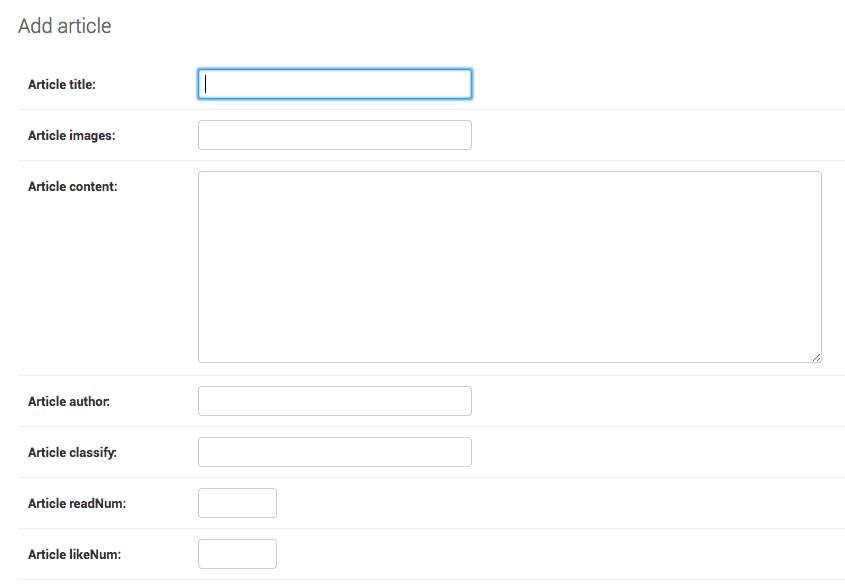 Add article
Article title:
Article images:
Article content:
Article author:
Article classify:
Article readNum:
Article likeNum: